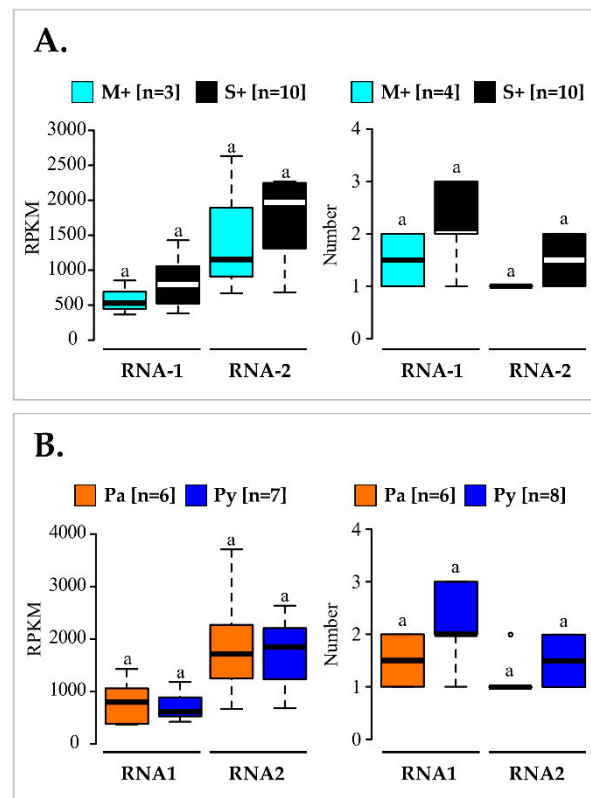 A.
M+ [n=3] S+ [n=10]
M+ [n=4] S+ [n=10]
RPKM
3000
2500
2000
1500
1000
500
0
a
a
a
a
RNA-1 RNA-2
Number
4
3
2
1
0
a
a
a
a
RNA-1 RNA-2
B.
Pa [n=6] Py [n=7]
Pa [n=6] Py [n=8]
RPKM
4000
3000
2000
1000
0
a
a
a
a
RNA1 RNA2
Number
4
3
2
1
0
a
a
a
a
RNA1 RNA2